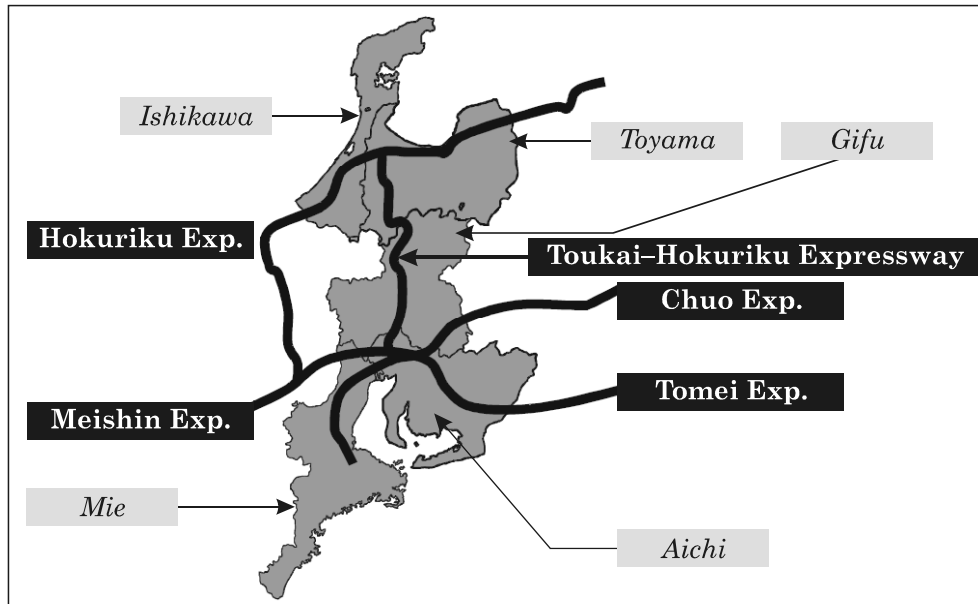 Ishikawa
Toyama
Gifu
Hokuriku Exp.
Toukai–Hokuriku Expressway
Chuo Exp.
Tomei Exp.
Meishin Exp.
Mie
Aichi